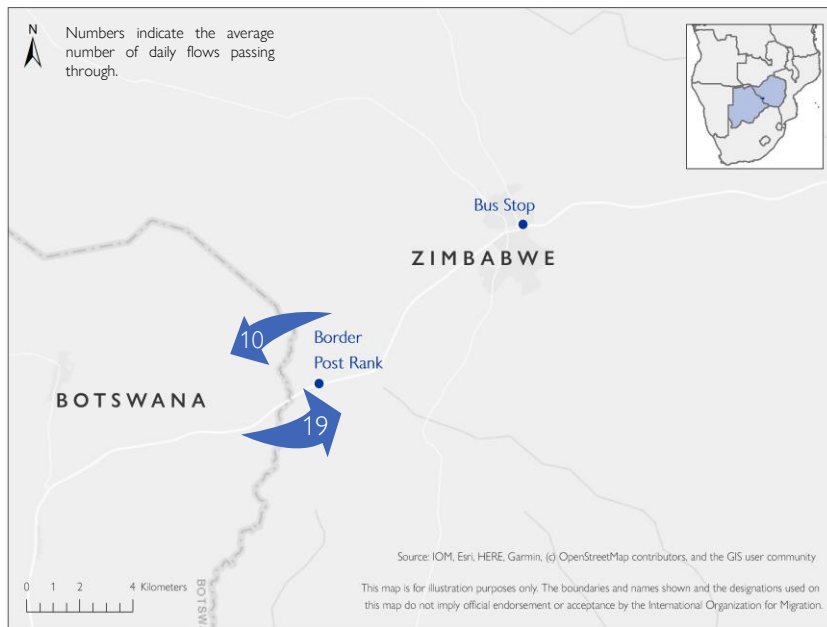 N
Numbers indicate the average
number of daily flows passing
through.
Bus Stop
ZIMBABWE
10
Border
Post Rank
BOTSWANA
19
Source: IOM, Esri, HERE, Garmin, (c) OpenStreetMap contributors, and the GIS user community
0 1 2 4 Kilometers
BOTSW
This map is for illustration purposes only. The boundaries and names shown and the designations used on
this map do not imply official endorsement or acceptance by the International Organization for Migration.